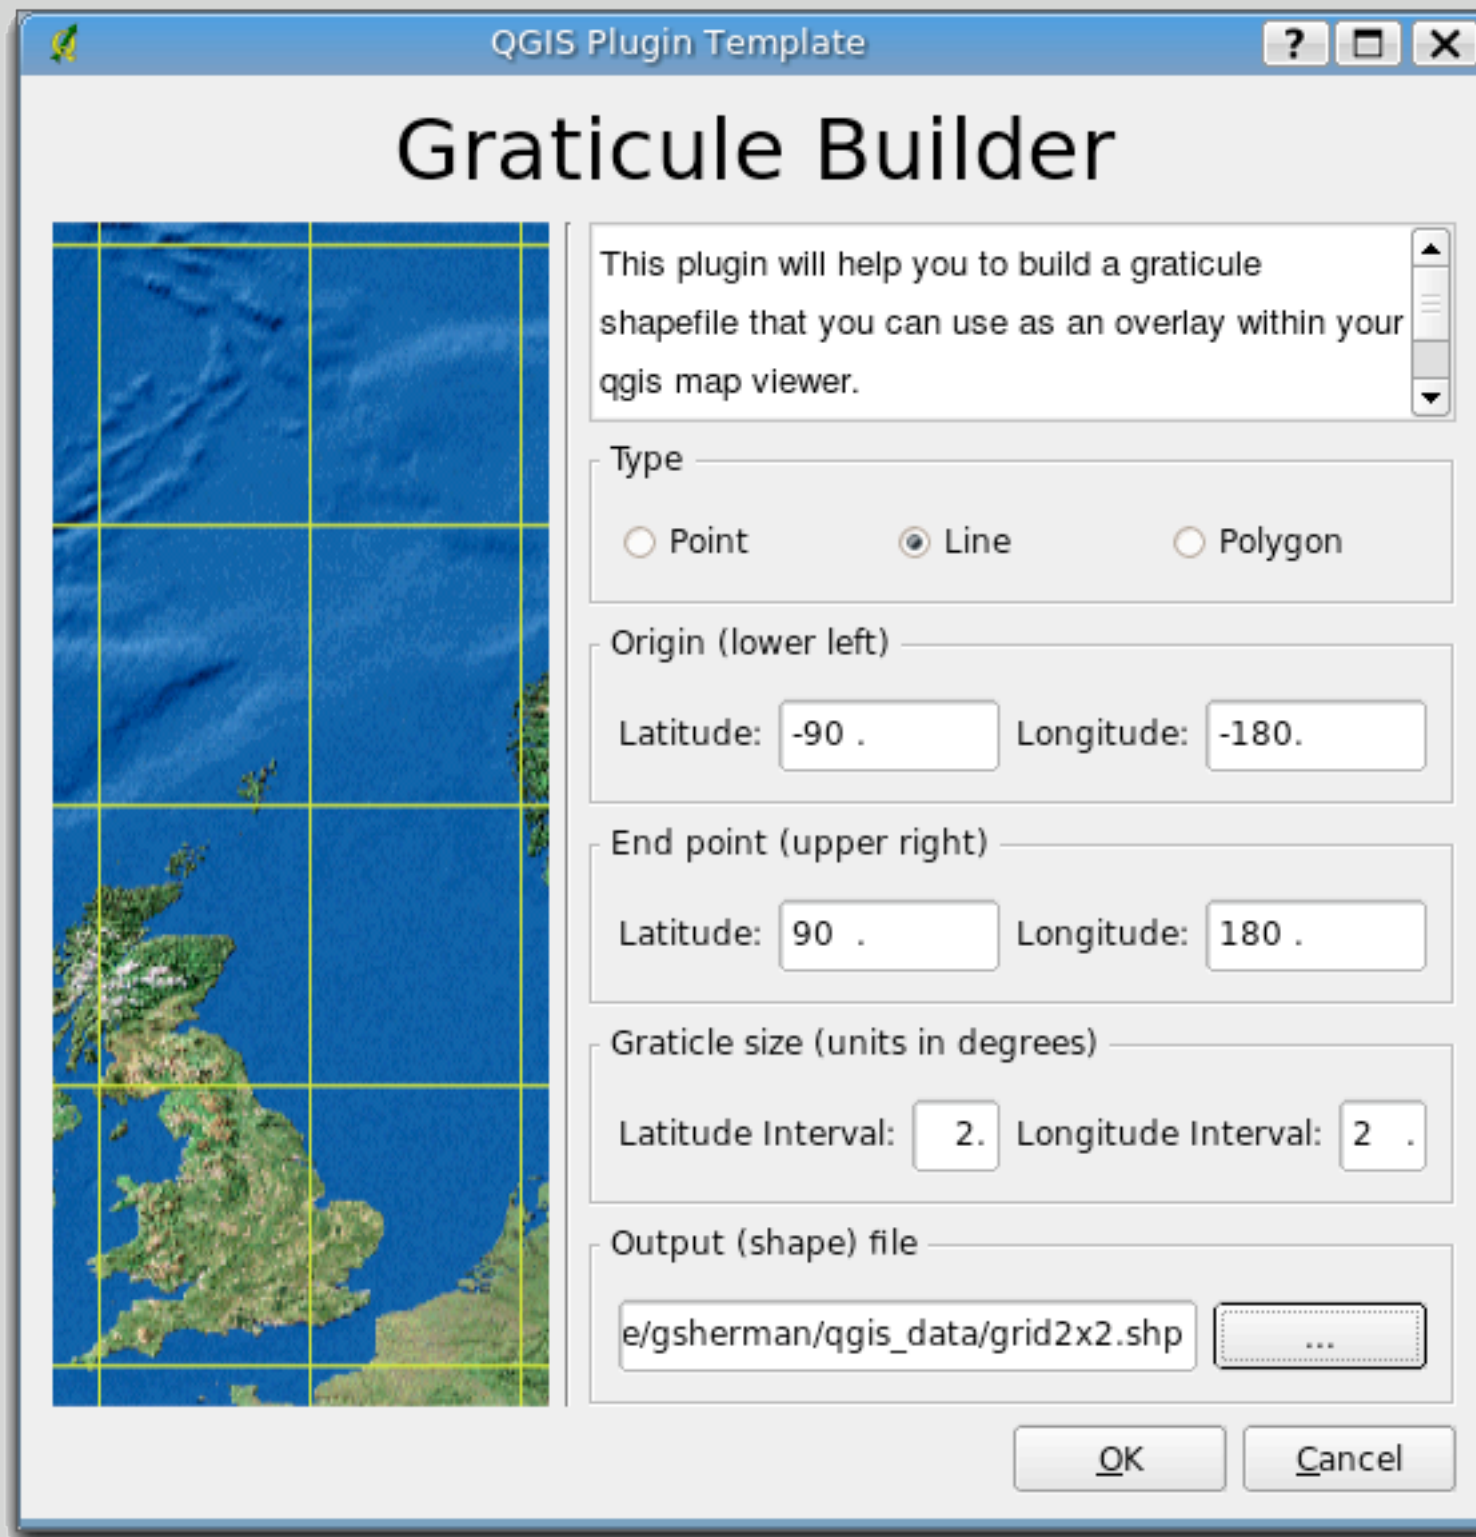 QGIS Plugin Template
?
Graticule Builder
This plugin will help you to build a graticule
shapefile that you can use as an overlay within your
qgis map viewer.
Type
Point Line Polygon
Origin (lower left)
Latitude: -90 . Longitude: -180.
End point (upper right)
Latitude: 90 . Longitude: 180 .
Graticle size (units in degrees)
Latitude Interval: 2. Longitude Interval: 2 .
Output (shape) file
e/gsherman/qgis_data/grid2x2.shp ...
OK Cancel